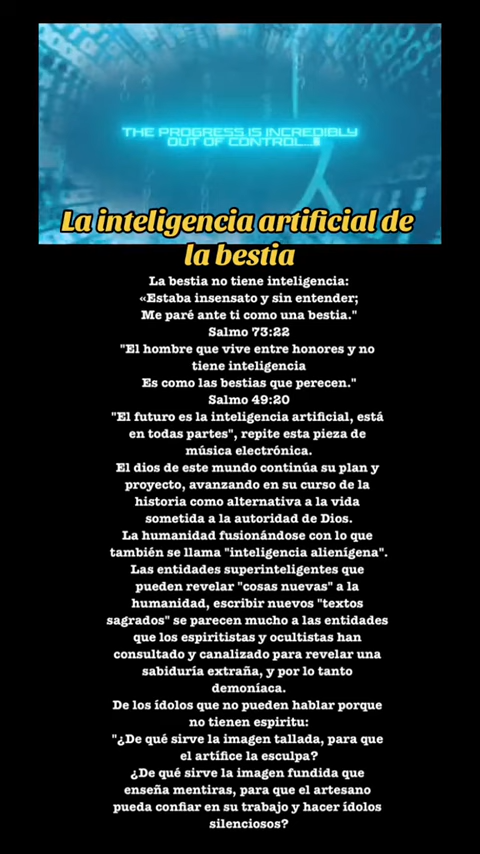 THE PROGRESS IS INCREDIBLY
OUT OF CONTROL...
La inteligencia artificial de
la bestia
La bestia no tiene inteligencia:
«Estaba insensato y sin entender;
Me paré ante ti como una bestia."
Salmo 73:22
"El hombre que vive entre honores y no
tiene inteligencia
Es como las bestias que perecen."
Salmo 49:20
"El futuro es la inteligencia artificial, está
en todas partes", repite esta pieza de
música electrónica.
El dios de este mundo continúa su plan y
proyecto, avanzando en su curso de la
historia como alternativa a la vida
sometida a la autoridad de Dios.
La humanidad fusionándose con lo que
también se llama "inteligencia alienígena".
Las entidades superinteligentes que
pueden revelar "cosas nuevas" a la
humanidad, escribir nuevos "textos
sagrados" se parecen mucho a las entidades
que los espiritistas y ocultistas han
consultado y canalizado para revelar una
sabiduría extraña, y por lo tanto
demoníaca.
De los ídolos que no pueden hablar porque
no tienen espiritu:
"¿De qué sirve la imagen tallada, para que
el artífice la esculpa?
¿De qué sirve la imagen fundida que
enseña mentiras, para que el artesano
pueda confiar en su trabajo y hacer ídolos
silenciosos?